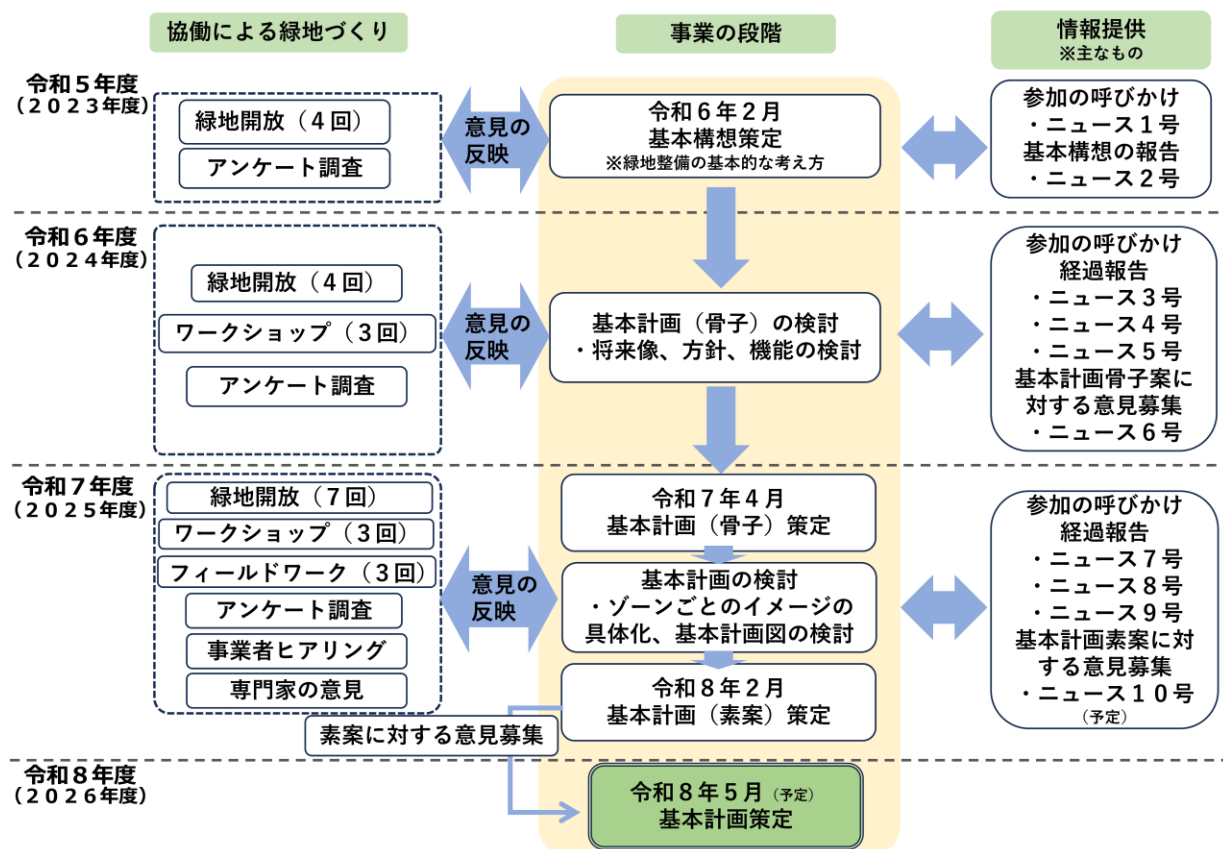 協働による緑地づくり
事業の段階
情報提供
※主なもの
令和5年度
(2023年度)
緑地開放(4回)
アンケート調査
意見の
反映
令和6年2月
基本構想策定
※緑地整備の基本的な考え方
参加の呼びかけ
・ニュース1号
基本構想の報告
・ニュース2号
令和6年度
(2024年度)
緑地開放(4回)
ワークショップ(3回)
アンケート調査
意見の
反映
基本計画(骨子)の検討
・将来像、方針、機能の検討
参加の呼びかけ
経過報告
・ニュース3号
・ニュース4号
・ニュース5号
基本計画骨子案に
対する意見募集
・ニュース6号
令和7年度
(2025年度)
緑地開放(7回)
ワークショップ(3回)
フィールドワーク(3回)
アンケート調査
事業者ヒアリング
専門家の意見
意見の
反映
令和7年4月
基本計画(骨子)策定
基本計画の検討
・ゾーンごとのイメージの
具体化、基本計画図の検討
令和8年2月
基本計画(素案)策定
参加の呼びかけ
経過報告
・ニュース7号
・ニュース8号
・ニュース9号
基本計画素案に対
する意見募集
・ニュース10号
(予定)
素案に対する意見募集
令和8年度
(2026年度)
令和8年5月(予定)
基本計画策定